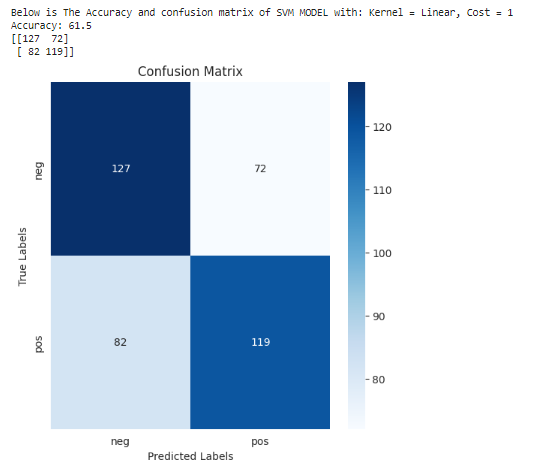 Below is The Accuracy and confusion matrix of SVM MODEL with: Kernel = Linear, Cost = 1
Accuracy: 61.5
[[127 72]
[ 82 119]]
Confusion Matrix
neg
127
72
pos
82
119
True Labels
neg
pos
Predicted Labels
120
110
100
90
80